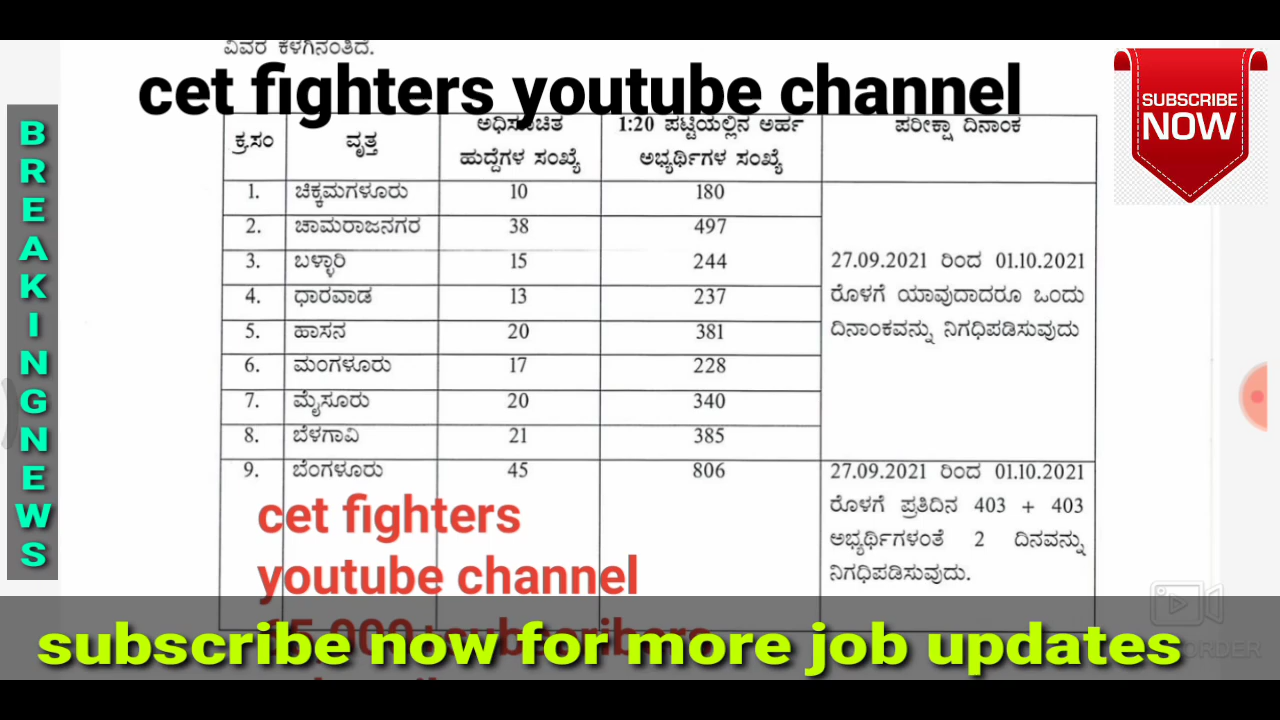 ವಿವರ ಕೆಳಗಿನಂತಿದೆ.
cet fighters youtube channel
SUBSCRIBE
NOW
BREAKINGNEWS
ಕ್ರ.ಸಂ ವೃತ್ತ ಅಧಿಸೂಚಿತ ಹುದ್ದೆಗಳ ಸಂಖ್ಯೆ 1:20 ಪಟ್ಟಿಯಲ್ಲಿನ ಅರ್ಹ ಅಭ್ಯರ್ಥಿಗಳ ಸಂಖ್ಯೆ ಪರೀಕ್ಷಾ ದಿನಾಂಕ
1. ಚಿಕ್ಕಮಗಳೂರು 10 180
2. ಚಾಮರಾಜನಗರ 38 497
3. ಬಳ್ಳಾರಿ 15 244
4. ಧಾರವಾಡ 13 237
5. ಹಾಸನ 20 381
6. ಮಂಗಳೂರು 17 228
7. ಮೈಸೂರು 20 340
8. ಬೆಳಗಾವಿ 21 385
27.09.2021 ರಿಂದ 01.10.2021
ರೊಳಗೆ ಯಾವುದಾದರೂ ಒಂದು
ದಿನಾಂಕವನ್ನು ನಿಗಧಿಪಡಿಸುವುದು
9. ಬೆಂಗಳೂರು 45 806
27.09.2021 ರಿಂದ 01.10.2021
ರೊಳಗೆ ಪ್ರತಿದಿನ 403 + 403
ಅಭ್ಯರ್ಥಿಗಳಂತೆ 2 ದಿನವನ್ನು
ನಿಗಧಿಪಡಿಸುವುದು.
cet fighters
youtube channel
subscribers
subscribe now for more job updates